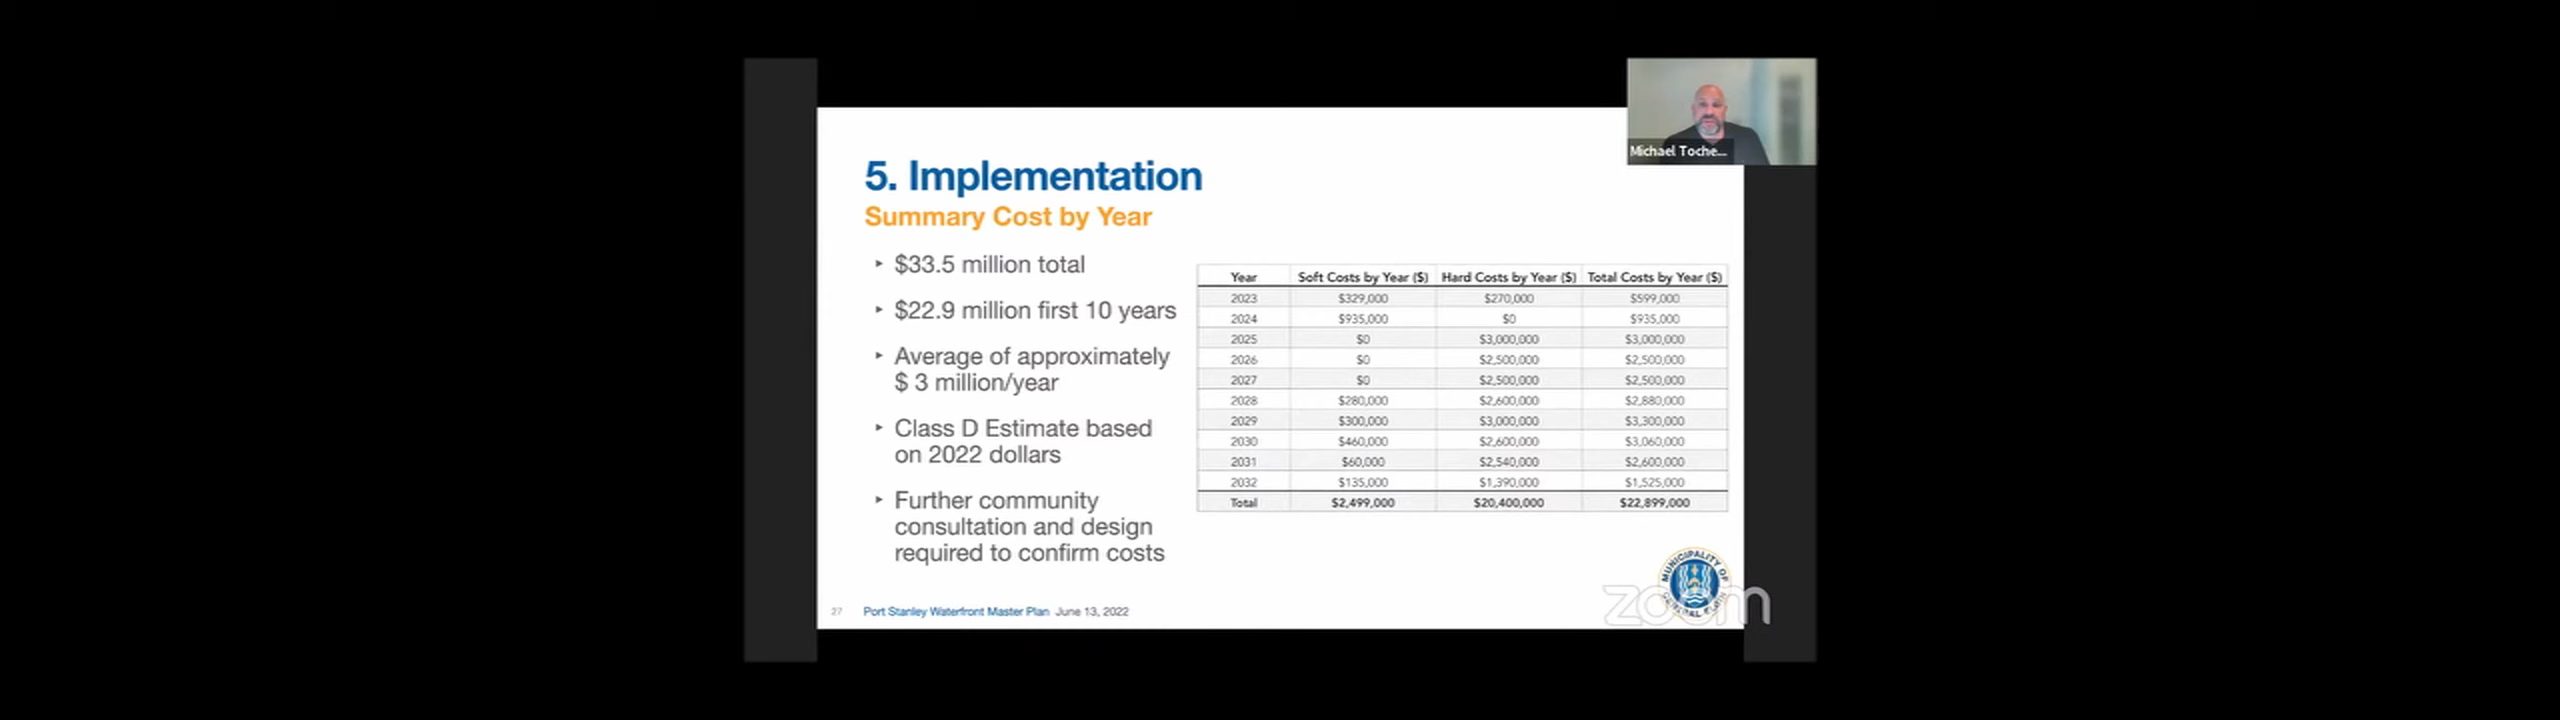 Michael Toche...
5. Implementation
Summary Cost by Year
‣ $33.5 million total
‣ $22.9 million first 10 years
‣ Average of approximately
$ 3 million/year
‣ Class D Estimate based
on 2022 dollars
‣ Further community
consultation and design
required to confirm costs
Year Soft Costs by Year ($) Hard Costs by Year ($) Total Costs by Year ($)
2023 $329,000 $270,000 $599,000
2024 $935,000 $0 $935,000
2025 $0 $3,000,000 $3,000,000
2026 $0 $2,500,000 $2,500,000
2027 $0 $2,500,000 $2,500,000
2028 $280,000 $2,600,000 $2,880,000
2029 $300,000 $3,000,000 $3,300,000
2030 $460,000 $2,600,000 $3,060,000
2031 $60,000 $2,540,000 $2,600,000
2032 $135,000 $1,390,000 $1,525,000
Total $2,499,000 $20,400,000 $22,899,000
27 Port Stanley Waterfront Master Plan June 13, 2022
MUNICIPALITY OF
zoom